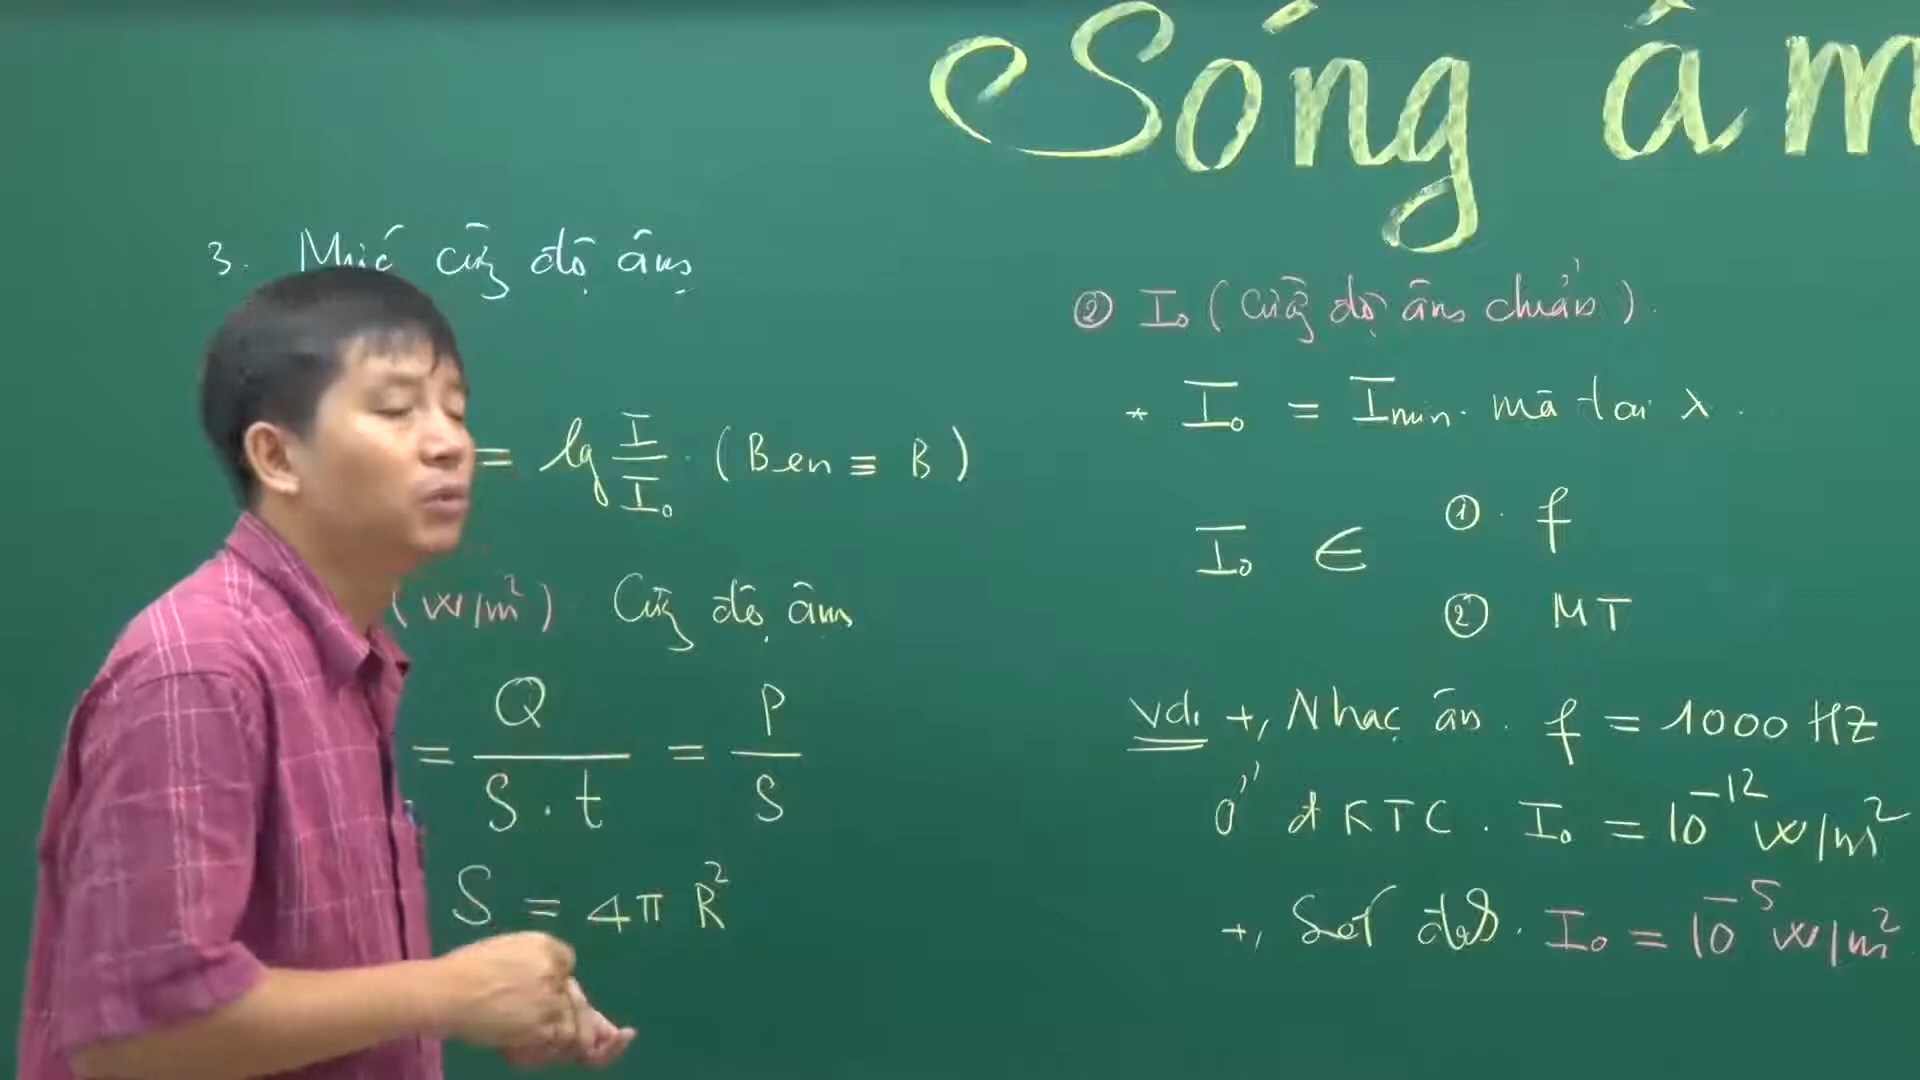 Sóng âm
3. Mức cường độ âm
= lg I/I₀ (Ben ≡ B)
(W/m²) Cường độ âm
= Q/(S·t) = P/S
S = 4π R²
② I₀ (Cường độ âm chuẩn).
* I₀ = Imin. mà tai
I₀ ∈ ①. f
② MT
Vd: +, Nhạc âm. f = 1000 HZ
Ở đKTC. I₀ = 10⁻¹² W/m²
+, I₀ = 10⁻⁵ W/m²